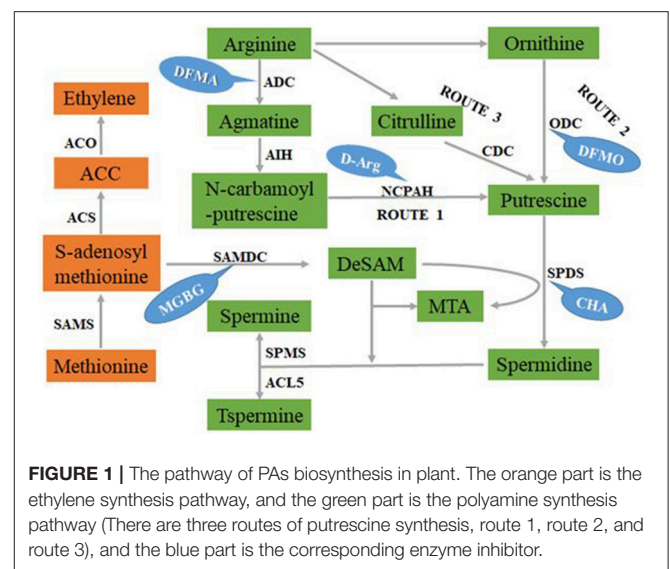 Arginine
Ornithine
DFMA
ADC
Ethylene
ROUTE 3
ROUTE 2
Agmatine
Citrulline
ODC
ACO
DFMO
AIH
D-Arg
CDC
ACC
N-carbamoyl
-putrescine
NCPAH
ROUTE 1
Putrescine
ACS
S-adenosyl
methionine
SAMDC
DeSAM
SPDS
MGBG
CHA
MTA
Spermine
SAMS
SPMS
Methionine
Spermidine
ACL5
Tspermine
FIGURE 1 | The pathway of PAs biosynthesis in plant. The orange part is the
ethylene synthesis pathway, and the green part is the polyamine synthesis
pathway (There are three routes of putrescine synthesis, route 1, route 2, and
route 3), and the blue part is the corresponding enzyme inhibitor.